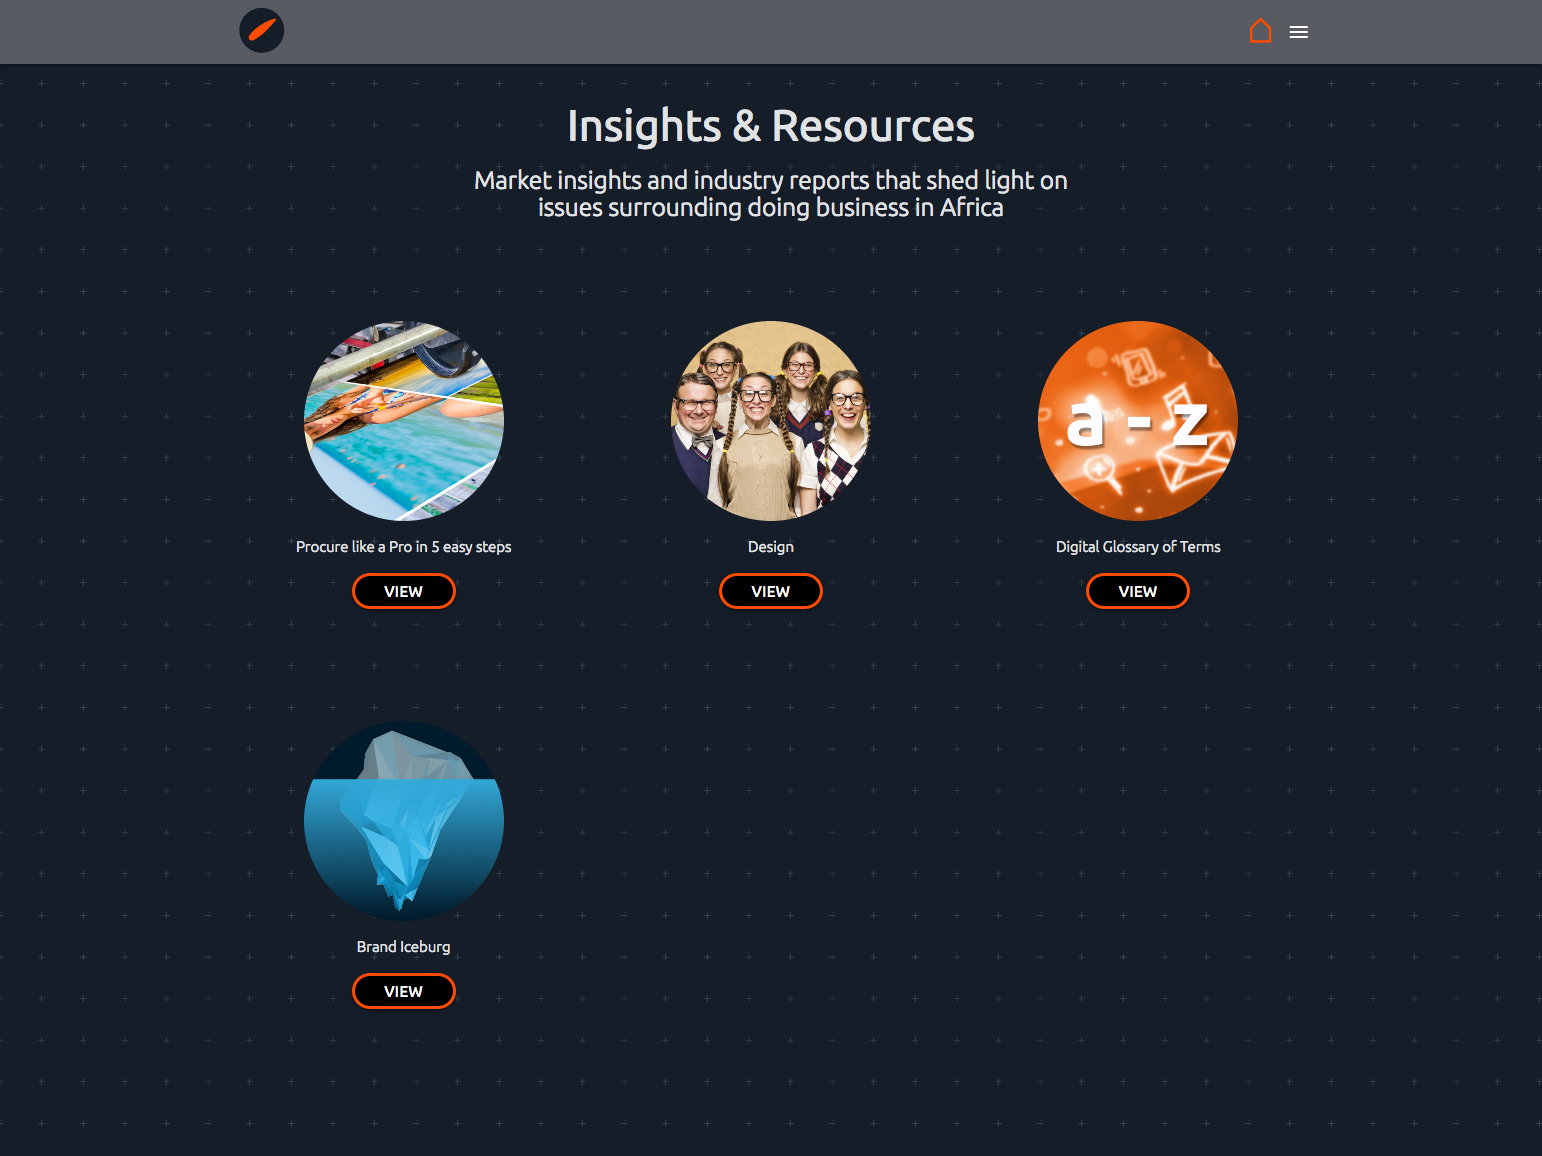 Insights & Resources
Market insights and industry reports that shed light on
issues surrounding doing business in Africa
a - z
Procure like a Pro in 5 easy steps
Design
Digital Glossary of Terms
VIEW
VIEW
VIEW
Brand Iceburg
VIEW